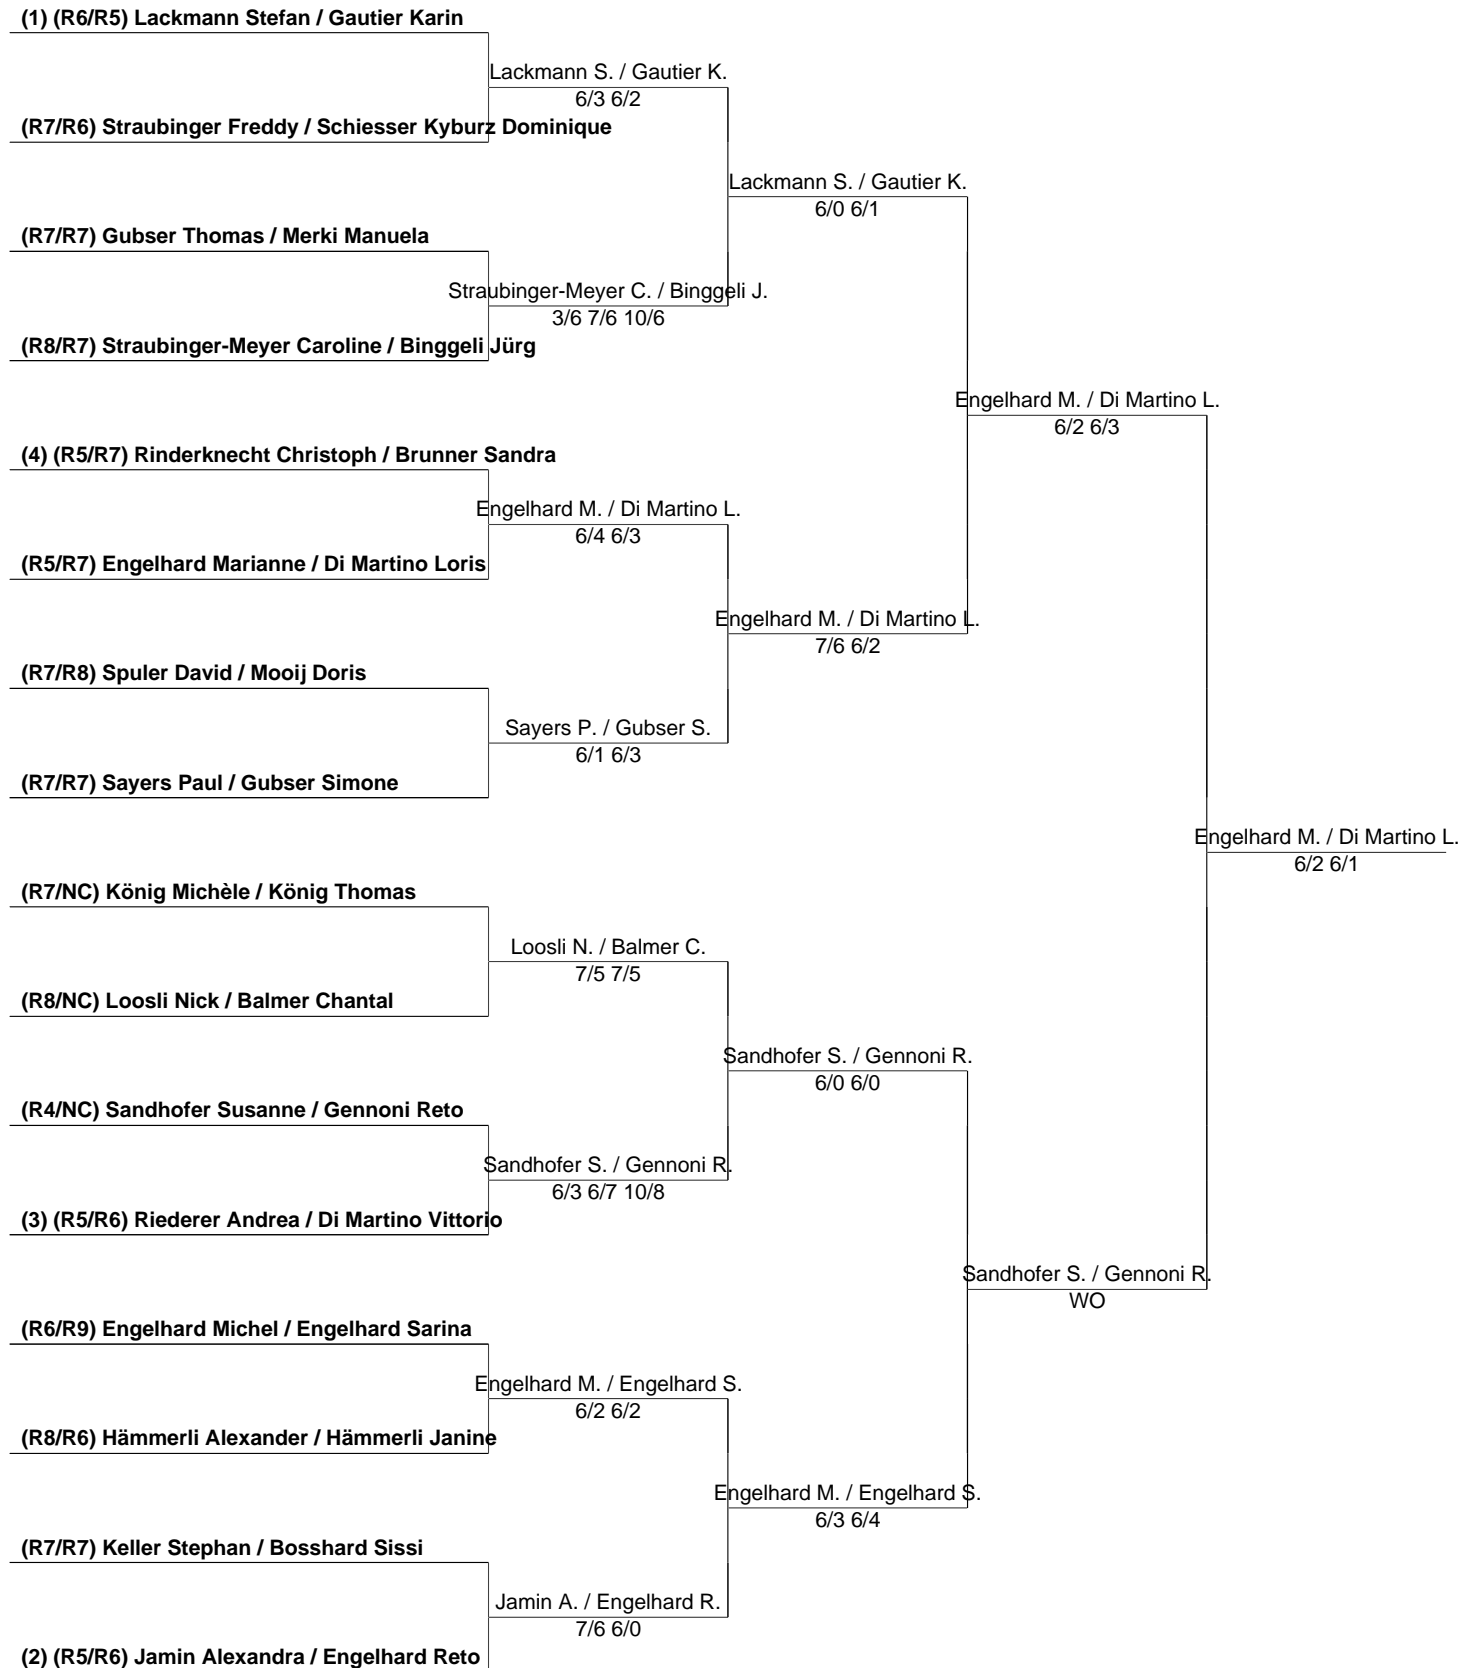 (1) (R6/R5) Lackmann Stefan / Gautier Karin
Lackmann S. / Gautier K.
6/3 6/2
(R7/R6) Straubinger Freddy / Schiesser Kyburz Dominique
Lackmann S. / Gautier K.
6/0 6/1
(R7/R7) Gubser Thomas / Merki Manuela
Straubinger-Meyer C. / Binggeli J.
3/6 7/6 10/6
(R8/R7) Straubinger-Meyer Caroline / Binggeli Jürg
Engelhard M. / Di Martino L.
6/2 6/3
(4) (R5/R7) Rinderknecht Christoph / Brunner Sandra
Engelhard M. / Di Martino L.
6/4 6/3
(R5/R7) Engelhard Marianne / Di Martino Loris
Engelhard M. / Di Martino L.
7/6 6/2
(R7/R8) Spuler David / Mooij Doris
Sayers P. / Gubser S.
6/1 6/3
(R7/R7) Sayers Paul / Gubser Simone
Engelhard M. / Di Martino L.
6/2 6/1
(R7/NC) König Michèle / König Thomas
Loosli N. / Balmer C.
7/5 7/5
(R8/NC) Loosli Nick / Balmer Chantal
Sandhofer S. / Gennoni R.
6/0 6/0
(R4/NC) Sandhofer Susanne / Gennoni Reto
Sandhofer S. / Gennoni R.
6/3 6/7 10/8
(3) (R5/R6) Riederer Andrea / Di Martino Vittorio
Sandhofer S. / Gennoni R.
WO
(R6/R9) Engelhard Michel / Engelhard Sarina
Engelhard M. / Engelhard S.
6/2 6/2
(R8/R6) Hämmerli Alexander / Hämmerli Janine
Engelhard M. / Engelhard S.
6/3 6/4
(R7/R7) Keller Stephan / Bosshard Sissi
Jamin A. / Engelhard R.
7/6 6/0
(2) (R5/R6) Jamin Alexandra / Engelhard Reto